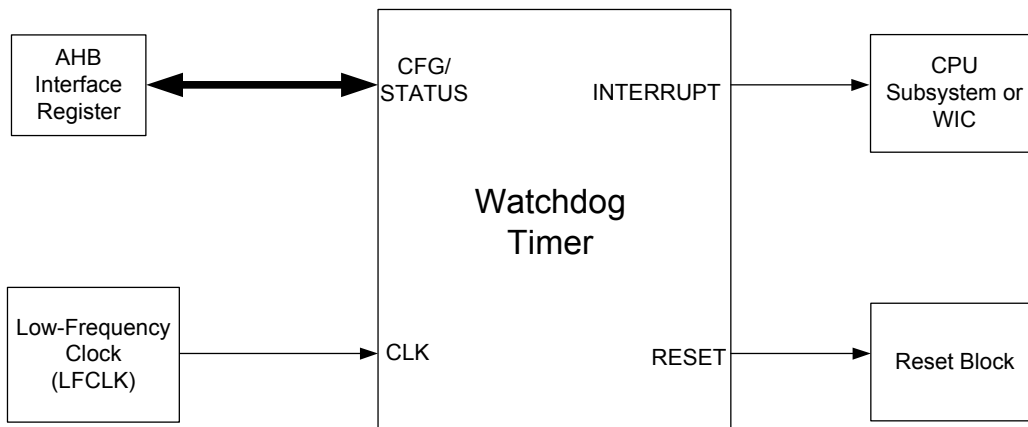 AHB
Interface
Register
CFG/
STATUS
INTERRUPT
CPU
Subsystem or
WIC
Watchdog
Timer
Low-Frequency
Clock
(LFCLK)
CLK
RESET
Reset Block